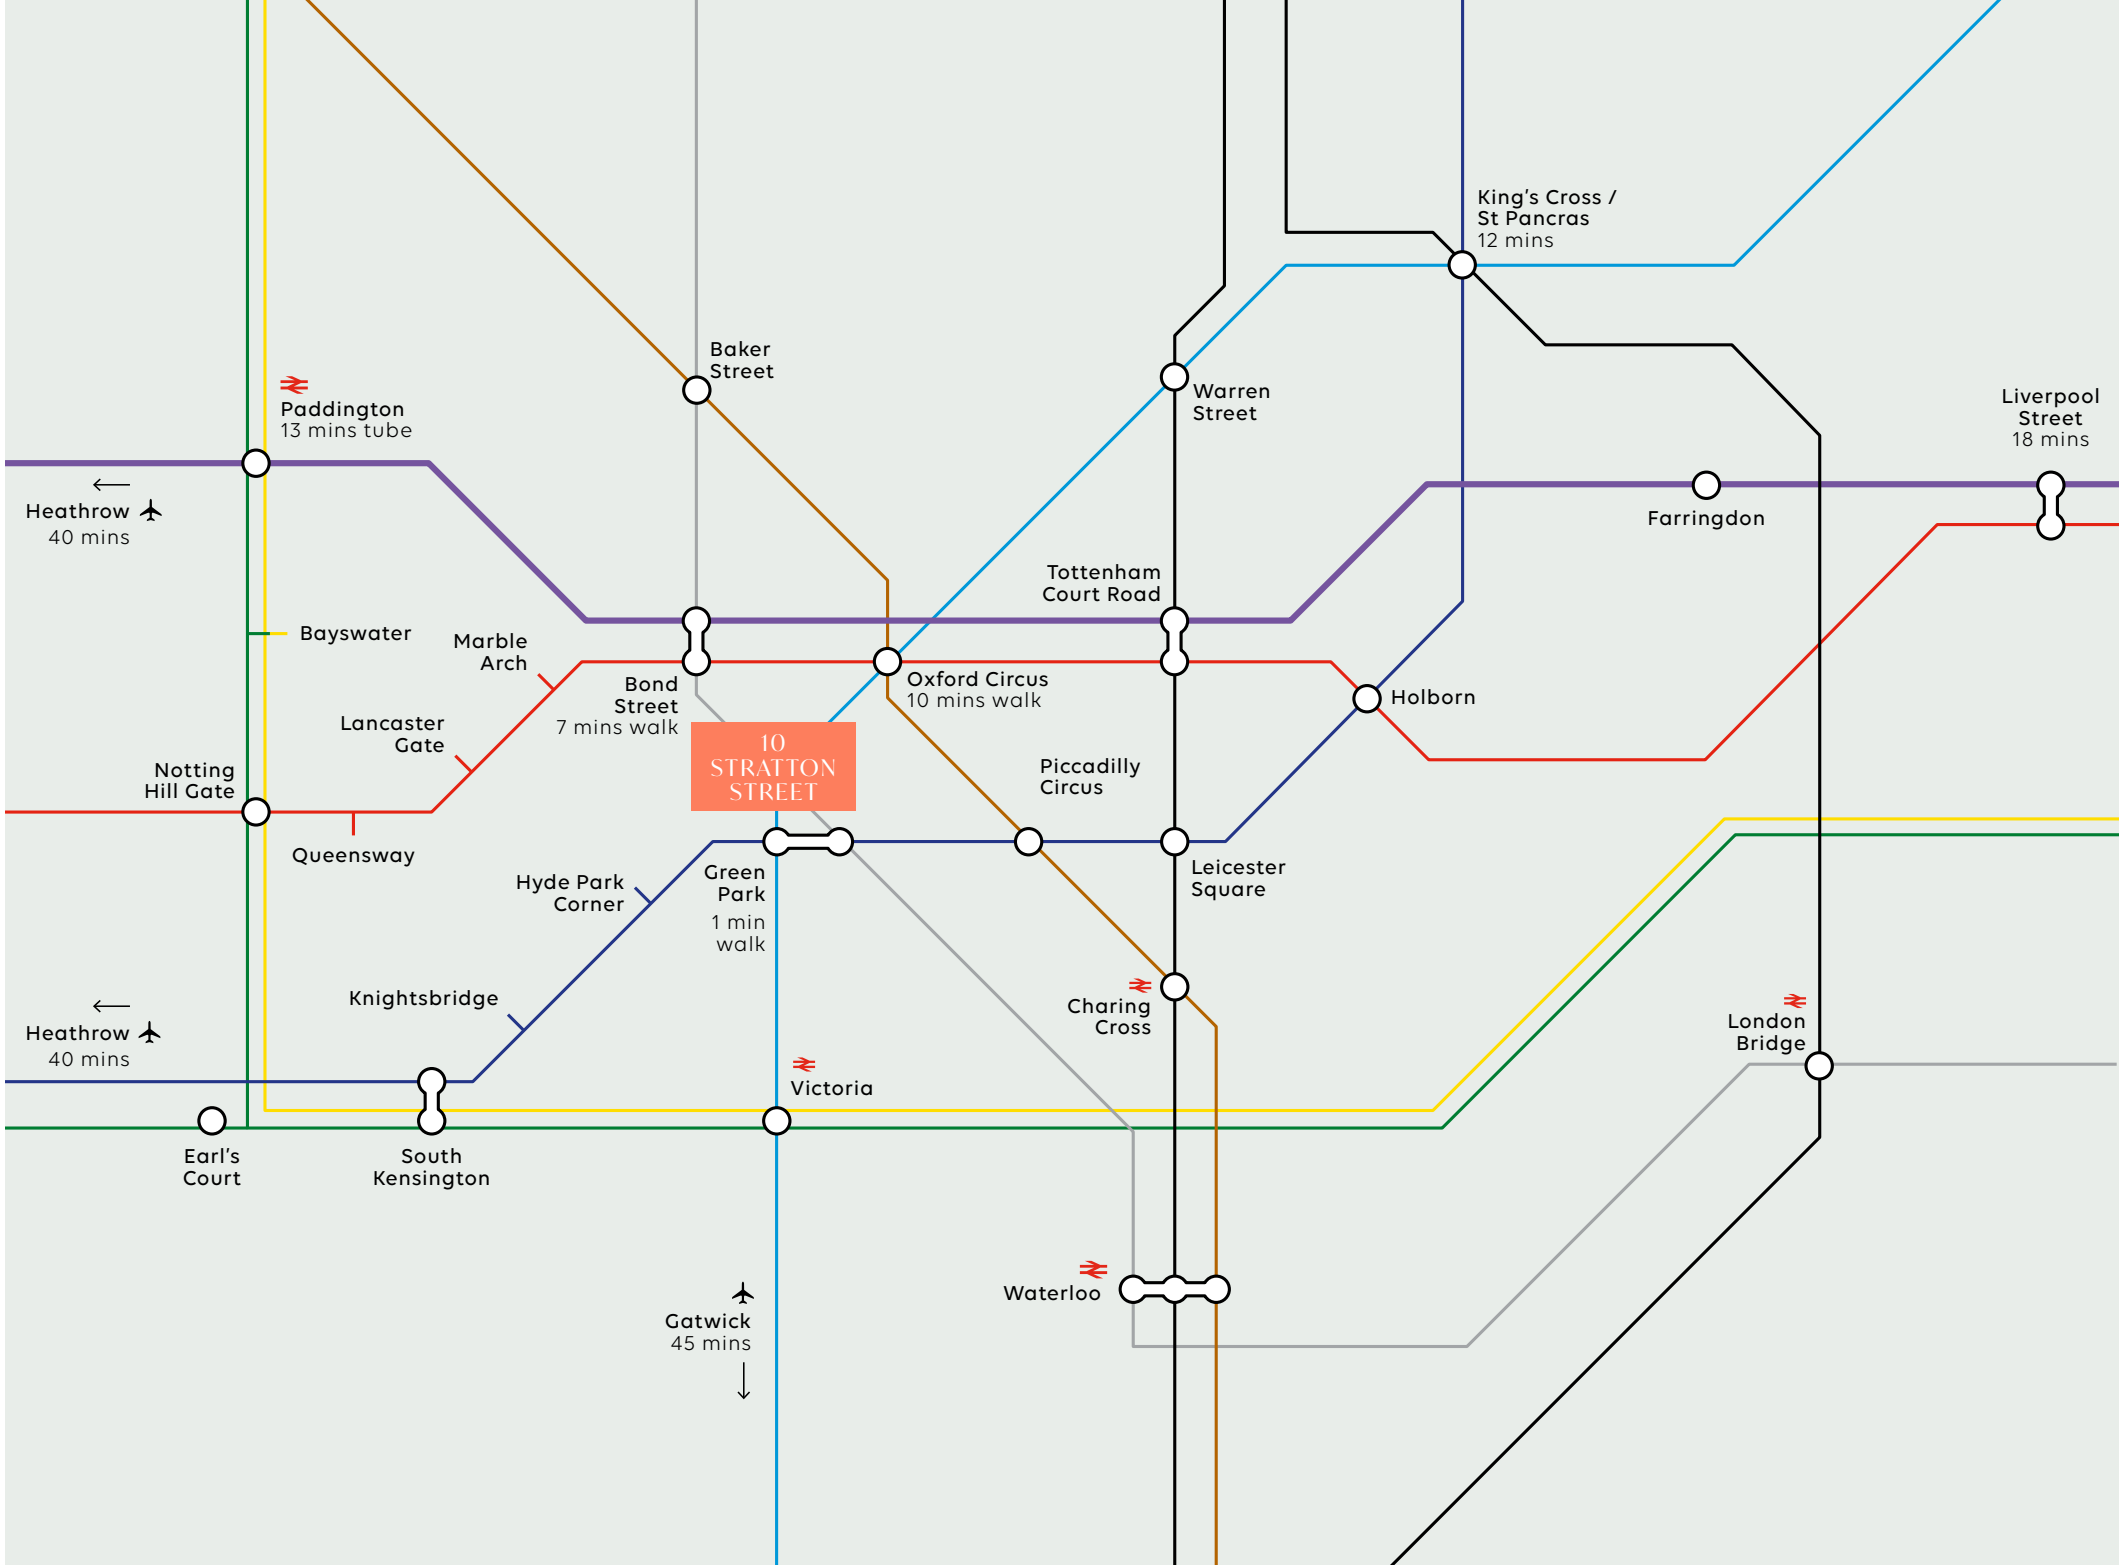 King's Cross /
St Pancras
12 mins
Baker
Street
Paddington
13 mins tube
Warren
Street
Liverpool
Street
18 mins
Heathrow
40 mins
Farringdon
Tottenham
Court Road
Bayswater
Marble
Arch
Bond
Street
7 mins walk
Oxford Circus
10 mins walk
Holborn
Lancaster
Gate
10
STRATTON
STREET
Notting
Hill Gate
Piccadilly
Circus
Queensway
Hyde Park
Corner
Green
Park
1 min
walk
Leicester
Square
Knightsbridge
Charing
Cross
Heathrow
40 mins
London
Bridge
Victoria
Earl's
Court
South
Kensington
Waterloo
Gatwick
45 mins